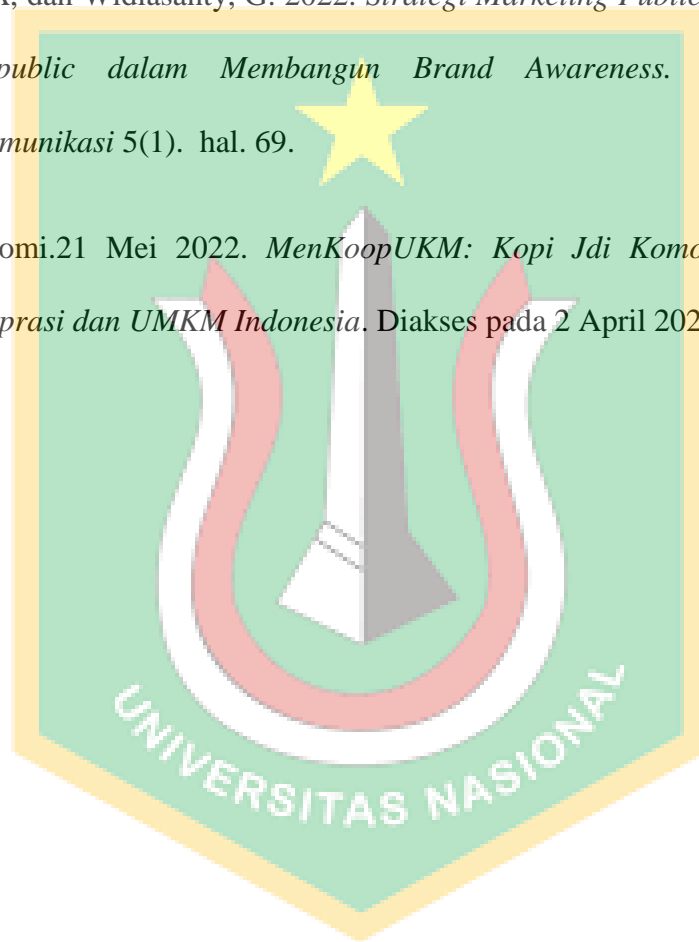 dan Widiasanty, G. 2022. Strategi Marketing Public
public dalam Membangun Brand Awareness.
munikasi 5(1). hal. 69.
omi.21 Mei 2022. MenKoopUKM: Kopi Jdi Komo
prasi dan UMKM Indonesia. Diakses pada 2 April 202
UNIVERSITAS NASIONAL